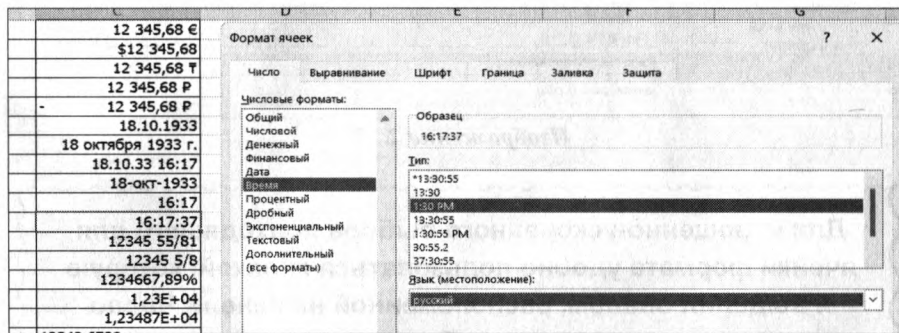 C D E F G
12 345,68 €
$12 345,68
12 345,68 ₸
12 345,68 ₽
- 12 345,68 ₽
18.10.1933
18 октября 1933 г.
18.10.33 16:17
18-окт-1933
16:17
16:17:37
12345 55/81
12345 5/8
1234667,89%
1,23E+04
1,23487E+04
Формат ячеек ? ×
Число Выравнивание Шрифт Граница Заливка Защита
Числовые форматы:
Общий
Числовой
Денежный
Финансовый
Дата
Время
Процентный
Дробный
Экспоненциальный
Текстовый
Дополнительный
(все форматы)
Образец
16:17:37
Тип:
*13:30:55
13:30
1:30 PM
13:30:55
1:30:55 PM
30:55,2
37:30:55
Язык (местоположение):
русский